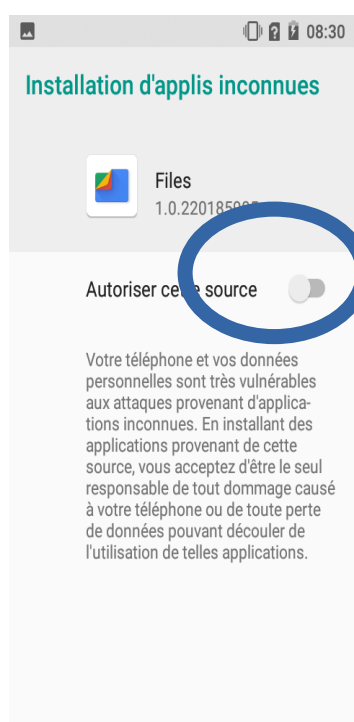 08:30
Installation d'applis inconnues
Files
Autoriser cette source
Votre téléphone et vos données
personnelles sont très vulnérables
aux attaques provenant d'applica-
tions inconnues. En installant des
applications provenant de cette
source, vous acceptez d'être le seul
responsable de tout dommage causé
à votre téléphone ou de toute perte
de données pouvant découler de
l'utilisation de telles applications.